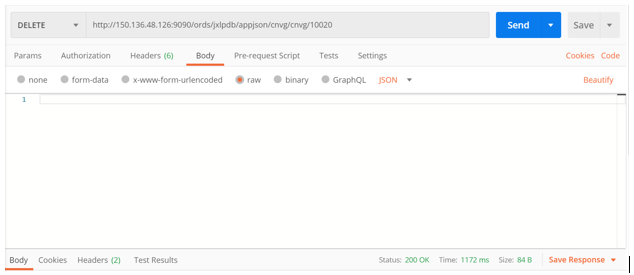 DELETE http://150.136.48.126:9090/ords/jxlpdb/appjson/cnvg/cnvg/10020 Send Save
Params Authorization Headers (6) Body Pre-request Script Tests Settings Cookies Code
none form-data x-www-form-urlencoded raw binary GraphQL JSON Beautify
1
Body Cookies Headers (2) Test Results Status: 200 OK Time: 1172 ms Size: 84 B Save Response